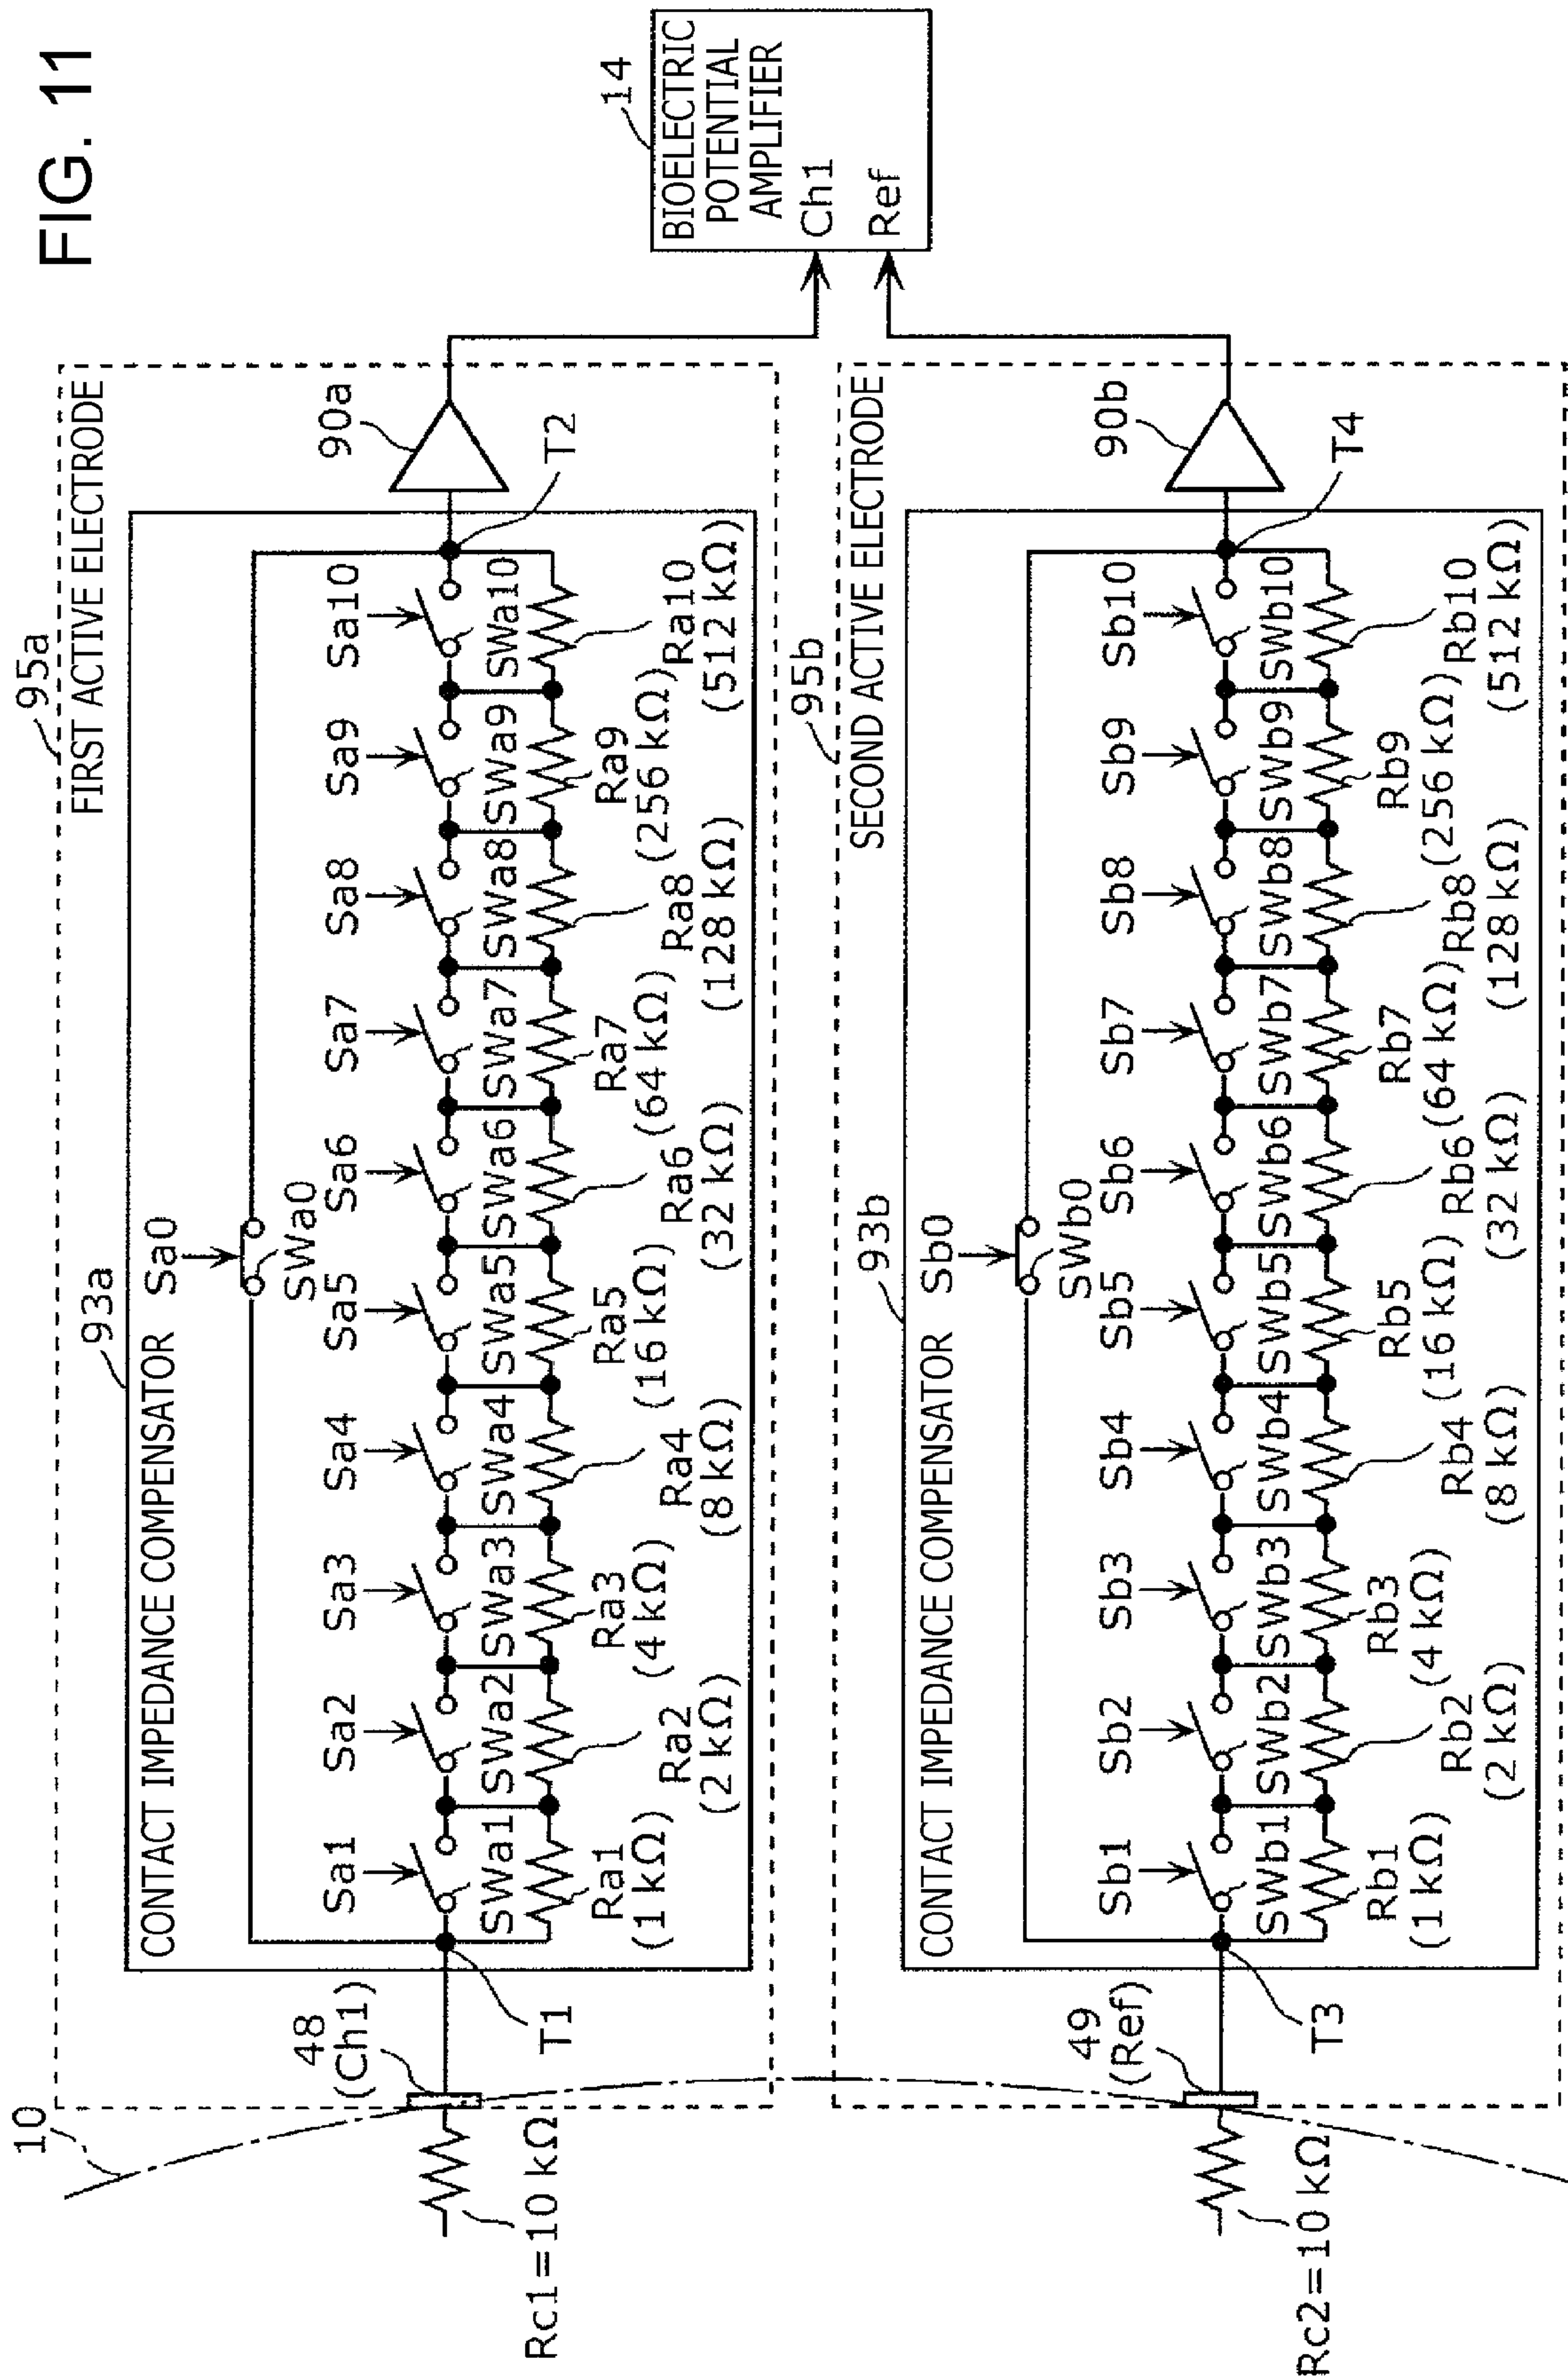 FIG. 11
95a
FIRST ACTIVE ELECTRODE
93a
CONTACT IMPEDANCE COMPENSATOR
Sa0
SWa0
Sa1
Sa2
Sa3
Sa4
Sa5
Sa6
Sa7
Sa8
Sa9
Sa10
SWa1
SWa2
SWa3
SWa4
SWa5
SWa6
SWa7
SWa8
SWa9
SWa10
Ra1
(1 kΩ)
Ra2
(2 kΩ)
Ra3
(4 kΩ)
Ra4
(8 kΩ)
Ra5
(16 kΩ)
Ra6
(32 kΩ)
Ra7
(64 kΩ)
Ra8
(128 kΩ)
Ra9
(256 kΩ)
Ra10
(512 kΩ)
10
48
(Ch1)
T1
Rc1=10 kΩ
90a
T2
14
BIOELECTRIC
POTENTIAL
AMPLIFIER
Ch1
Ref
95b
SECOND ACTIVE ELECTRODE
93b
CONTACT IMPEDANCE COMPENSATOR
Sb0
SWb0
Sb1
Sb2
Sb3
Sb4
Sb5
Sb6
Sb7
Sb8
Sb9
Sb10
SWb1
SWb2
SWb3
SWb4
SWb5
SWb6
SWb7
SWb8
SWb9
SWb10
Rb1
(1 kΩ)
Rb2
(2 kΩ)
Rb3
(4 kΩ)
Rb4
(8 kΩ)
Rb5
(16 kΩ)
Rb6
(32 kΩ)
Rb7
(64 kΩ)
Rb8
(128 kΩ)
Rb9
(256 kΩ)
Rb10
(512 kΩ)
49
(Ref)
T3
Rc2=10 kΩ
90b
T4